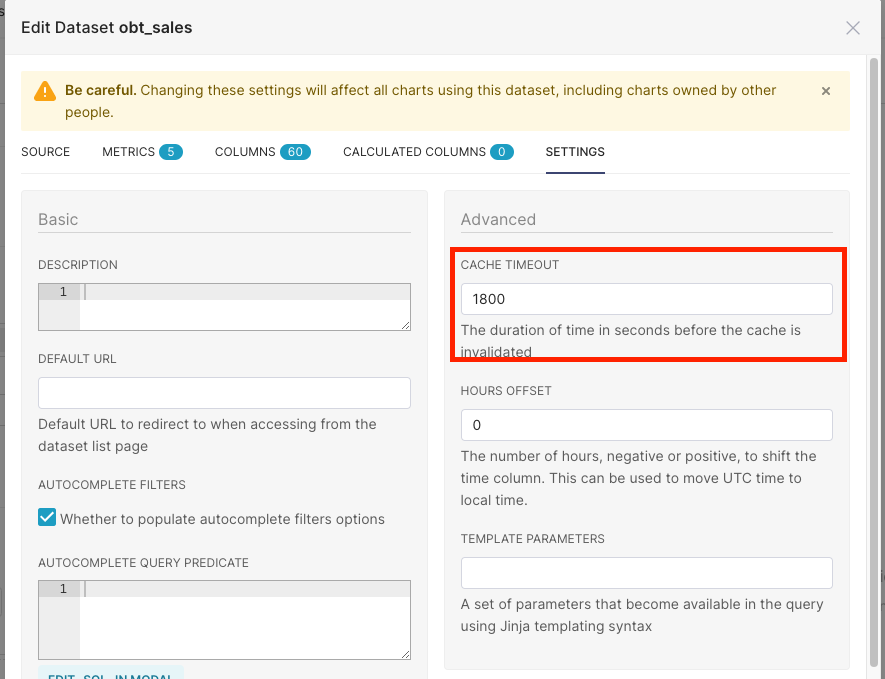 Edit Dataset obt_sales
Be careful. Changing these settings will affect all charts using this dataset, including charts owned by other
people.
SOURCE
METRICS 5
COLUMNS 60
CALCULATED COLUMNS 0
SETTINGS
Basic
DESCRIPTION
1
DEFAULT URL
Default URL to redirect to when accessing from the
dataset list page
AUTOCOMPLETE FILTERS
Whether to populate autocomplete filters options
AUTOCOMPLETE QUERY PREDICATE
1
EDIT SQL IN MODAL
Advanced
CACHE TIMEOUT
1800
The duration of time in seconds before the cache is
invalidated
HOURS OFFSET
0
The number of hours, negative or positive, to shift the
time column. This can be used to move UTC time to
local time.
TEMPLATE PARAMETERS
A set of parameters that become available in the query
using Jinja templating syntax